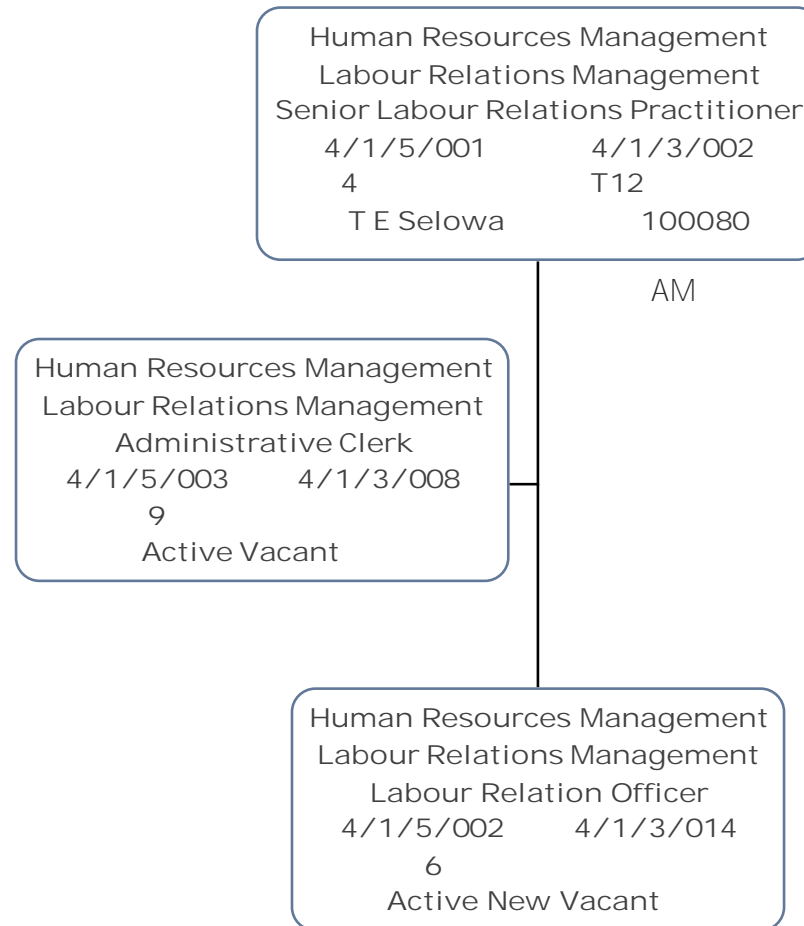 Human Resources Management
Labour Relations Management
Senior Labour Relations Practitioner
4/1/5/001 4/1/3/002
4 T12
T E Selowa 100080
AM
Human Resources Management
Labour Relations Management
Administrative Clerk
4/1/5/003 4/1/3/008
9
Active Vacant
Human Resources Management
Labour Relations Management
Labour Relation Officer
4/1/5/002 4/1/3/014
6
Active New Vacant